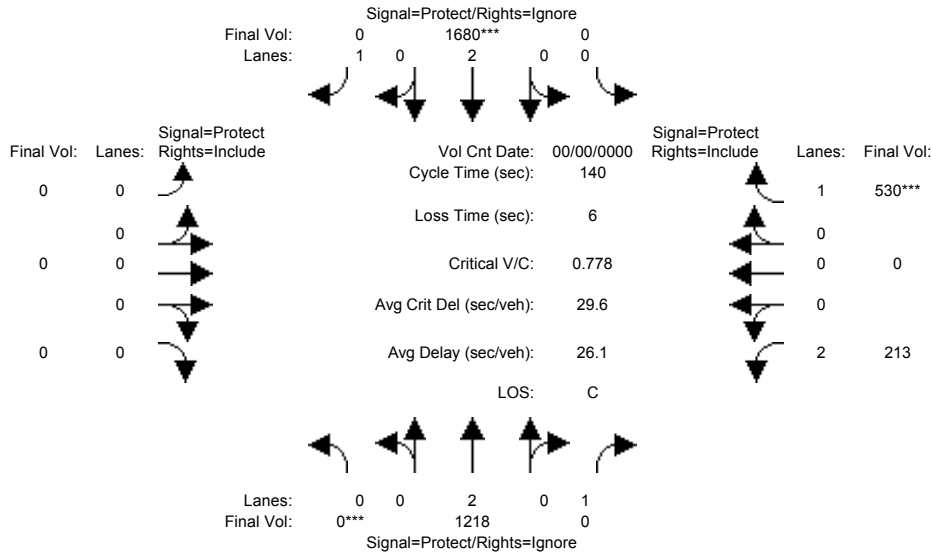 Signal=Protect/Rights=Ignore
Final Vol: 0 1680*** 0
Lanes: 1 0 2 0 0
Signal=Protect Signal=Protect
Final Vol: Lanes: Rights=Include Vol Cnt Date: 00/00/0000 Rights=Include Lanes: Final Vol:
Cycle Time (sec): 140
0 0 1 530***
Loss Time (sec): 6
0 0
0 0 Critical V/C: 0.778 0 0
0 Avg Crit Del (sec/veh): 29.6 0
0 0 Avg Delay (sec/veh): 26.1 2 213
LOS: C
Lanes: 0 0 2 0 1
Final Vol: 0*** 1218 0
Signal=Protect/Rights=Ignore